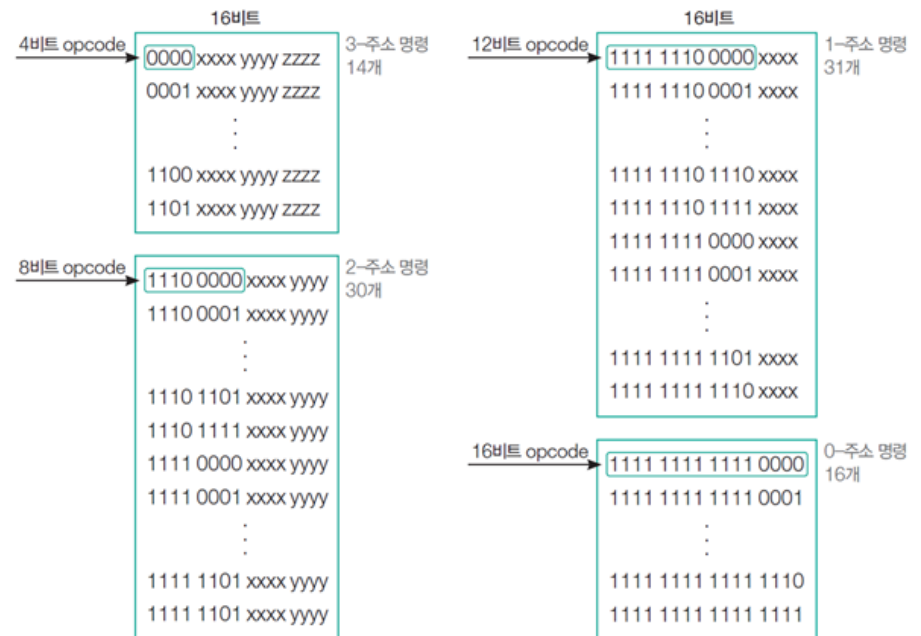 16비트
4비트 opcode
0000 xxxx yyyy zzzz
3-주소 명령
14개
0001 xxxx yyyy zzzz
⋮
1100 xxxx yyyy zzzz
1101 xxxx yyyy zzzz
8비트 opcode
1110 0000 xxxx yyyy
2-주소 명령
30개
1110 0001 xxxx yyyy
⋮
1110 1101 xxxx yyyy
1110 1111 xxxx yyyy
1111 0000 xxxx yyyy
1111 0001 xxxx yyyy
⋮
1111 1101 xxxx yyyy
1111 1101 xxxx yyyy
16비트
12비트 opcode
1111 1110 0000 xxxx
1-주소 명령
31개
1111 1110 0001 xxxx
⋮
1111 1110 1110 xxxx
1111 1110 1111 xxxx
1111 1111 0000 xxxx
1111 1111 0001 xxxx
⋮
1111 1111 1101 xxxx
1111 1111 1110 xxxx
16비트 opcode
1111 1111 1111 0000
0-주소 명령
16개
1111 1111 1111 0001
⋮
1111 1111 1111 1110
1111 1111 1111 1111